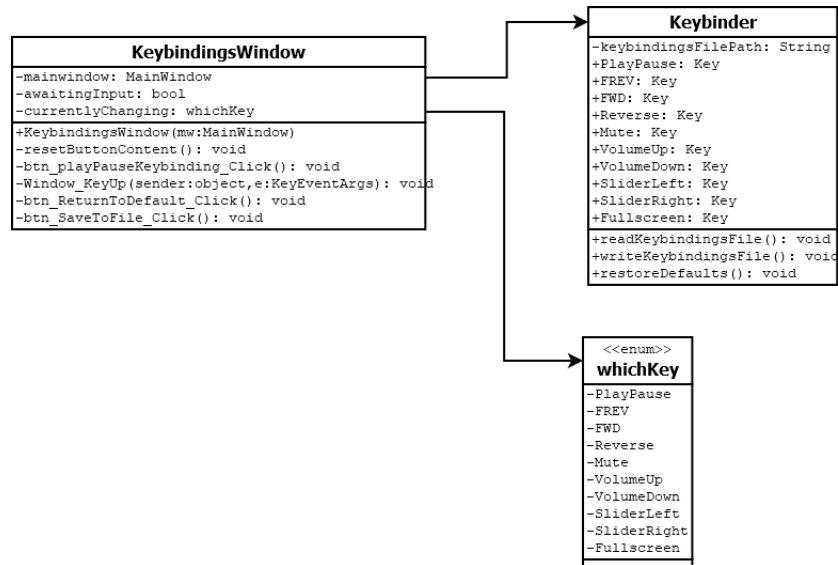 KeybindingsWindow
-mainwindow: MainWindow
-awaitingInput: bool
-currentlyChanging: whichKey
+KeybindingsWindow(mw:MainWindow)
-resetButtonContent(): void
-btn_playPauseKeybinding_Click(): void
-Window_KeyUp(sender:object,e:KeyEventArgs): void
-btn_ReturnToDefault_Click(): void
-btn_SaveToFile_Click(): void
Keybinder
-keybindingsFilePath: String
+PlayPause: Key
+FREV: Key
+FWD: Key
+Reverse: Key
+Mute: Key
+VolumeUp: Key
+VolumeDown: Key
+SliderLeft: Key
+SliderRight: Key
+Fullscreen: Key
+readKeybindingsFile(): void
+writeKeybindingsFile(): void
+restoreDefaults(): void
<<enum>>
whichKey
-PlayPause
-FREV
-FWD
-Reverse
-Mute
-VolumeUp
-VolumeDown
-SliderLeft
-SliderRight
-Fullscreen